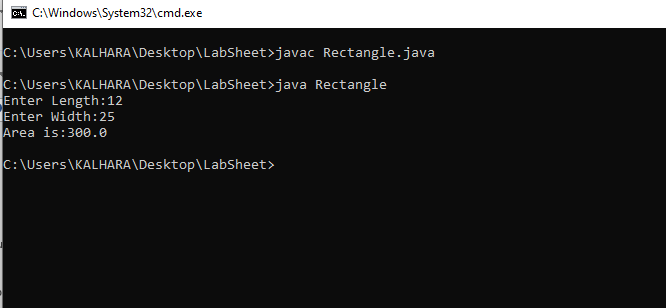 C:\Windows\System32\cmd.exe
C:\Users\KALHARA\Desktop\LabSheet>javac Rectangle.java
C:\Users\KALHARA\Desktop\LabSheet>java Rectangle
Enter Length:12
Enter Width:25
Area is:300.0
C:\Users\KALHARA\Desktop\LabSheet>